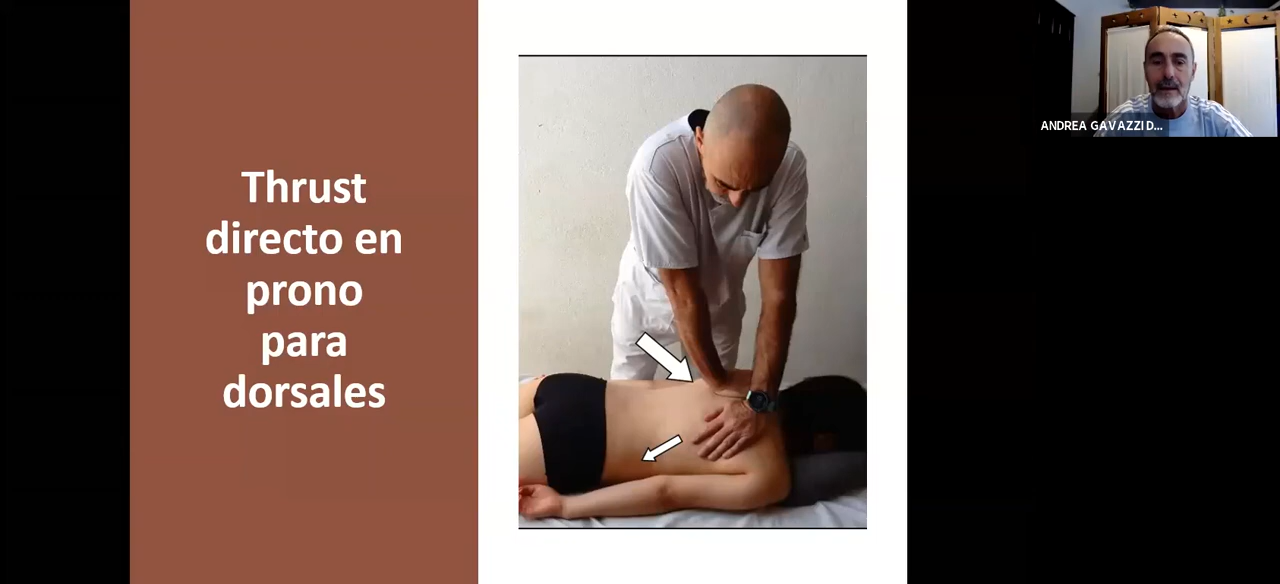 Thrust
directo en
prono
para
dorsales
ANDREA GAVAZZI D...